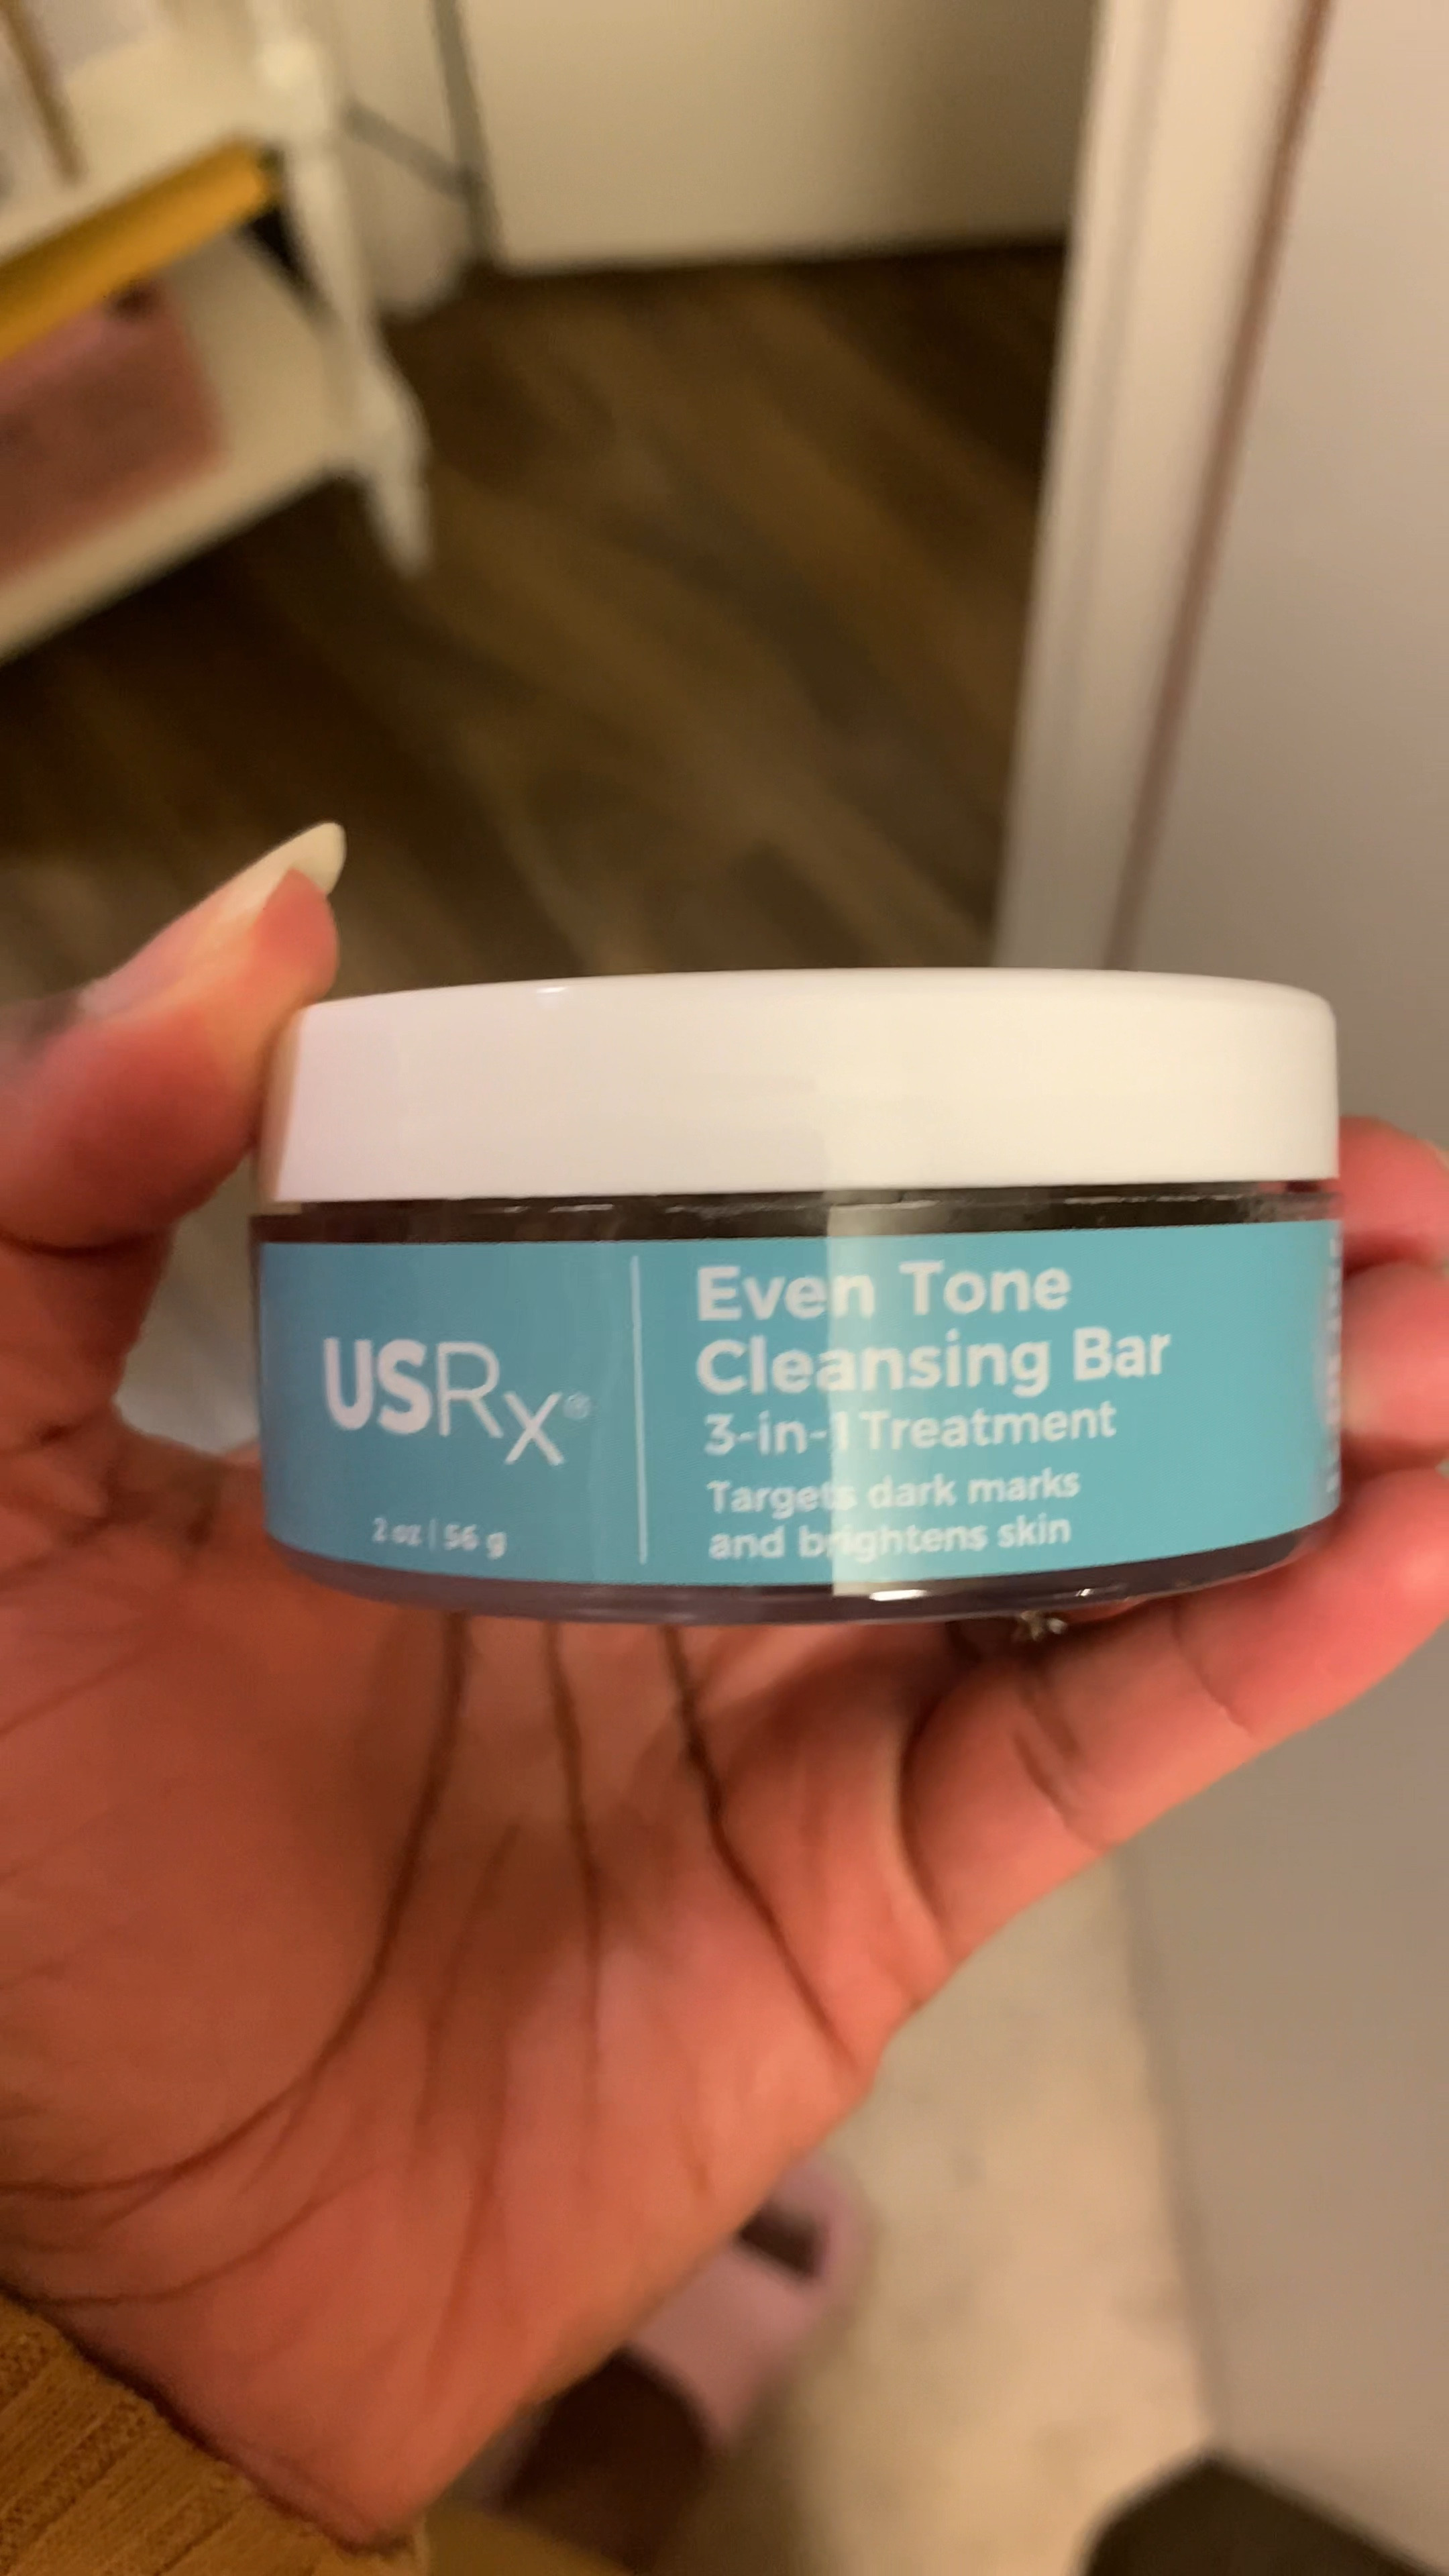 USRx®
2 oz | 56 g
Even Tone
Cleansing Bar
3-in-1 Treatment
Targets dark marks
and brightens skin